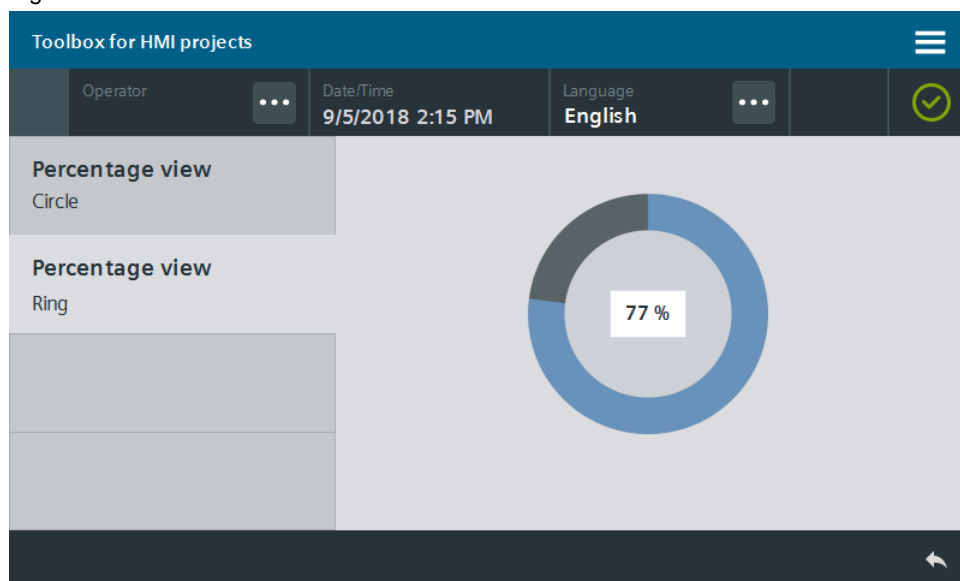 Toolbox for HMI projects
Operator
Date/Time
9/5/2018 2:15 PM
Language
English
Percentage view
Circle
Percentage view
Ring
77 %